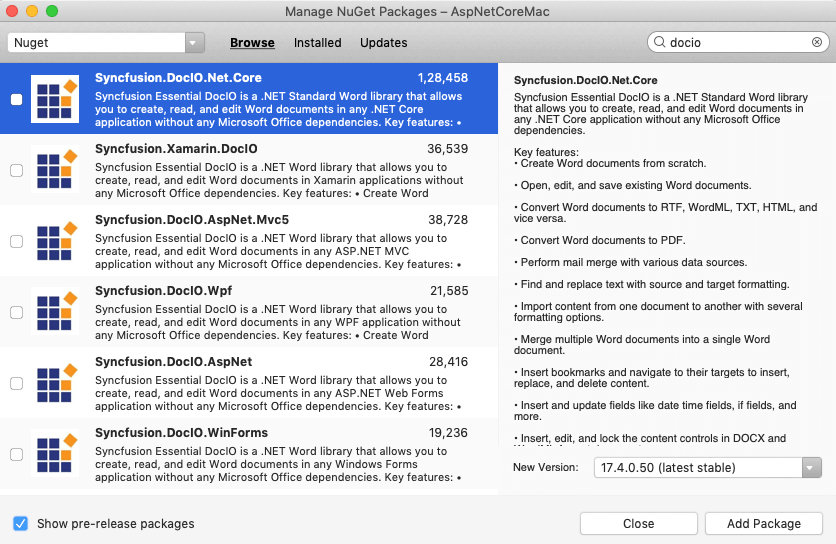 Manage NuGet Packages – AspNetCoreMac
Nuget
Browse
Installed
Updates
docio
Syncfusion.DocIO.Net.Core 1,28,458
Syncfusion Essential DocIO is a .NET Standard Word library that allows
you to create, read, and edit Word documents in any .NET Core
application without any Microsoft Office dependencies. Key features: •
Syncfusion.Xamarin.DocIO 36,539
Syncfusion Essential DocIO is a .NET Word library that allows you to
create, read, and edit Word documents in Xamarin applications without
any Microsoft Office dependencies. Key features: • Create Word
Syncfusion.DocIO.AspNet.Mvc5 38,728
Syncfusion Essential DocIO is a .NET Word library that allows you to
create, read, and edit Word documents in any ASP.NET MVC
application without any Microsoft Office dependencies. Key features: •
Syncfusion.DocIO.Wpf 21,585
Syncfusion Essential DocIO is a .NET Word library that allows you to
create, read, and edit Word documents in any WPF application without
any Microsoft Office dependencies. Key features: • Create Word
Syncfusion.DocIO.AspNet 28,416
Syncfusion Essential DocIO is a .NET Word library that allows you to
create, read, and edit Word documents in any ASP.NET Web Forms
application without any Microsoft Office dependencies. Key features: •
Syncfusion.DocIO.WinForms 19,236
Syncfusion Essential DocIO is a .NET Word library that allows you to
create, read, and edit Word documents in any Windows Forms
application without any Microsoft Office dependencies. Key features: •
Syncfusion.DocIO.Net.Core
Syncfusion Essential DocIO is a .NET Standard Word library
that allows you to create, read, and edit Word documents in
any .NET Core application without any Microsoft Office
dependencies.
Key features:
• Create Word documents from scratch.
• Open, edit, and save existing Word documents.
• Convert Word documents to RTF, WordML, TXT, HTML, and
vice versa.
• Convert Word documents to PDF.
• Perform mail merge with various data sources.
• Find and replace text with source and target formatting.
• Import content from one document to another with several
formatting options.
• Merge multiple Word documents into a single Word
document.
• Insert bookmarks and navigate to their targets to insert,
replace, and delete content.
• Insert and update fields like date time fields, if fields, and
more.
• Insert, edit, and lock the content controls in DOCX and
New Version: 17.4.0.50 (latest stable)
Show pre-release packages
Close
Add Package